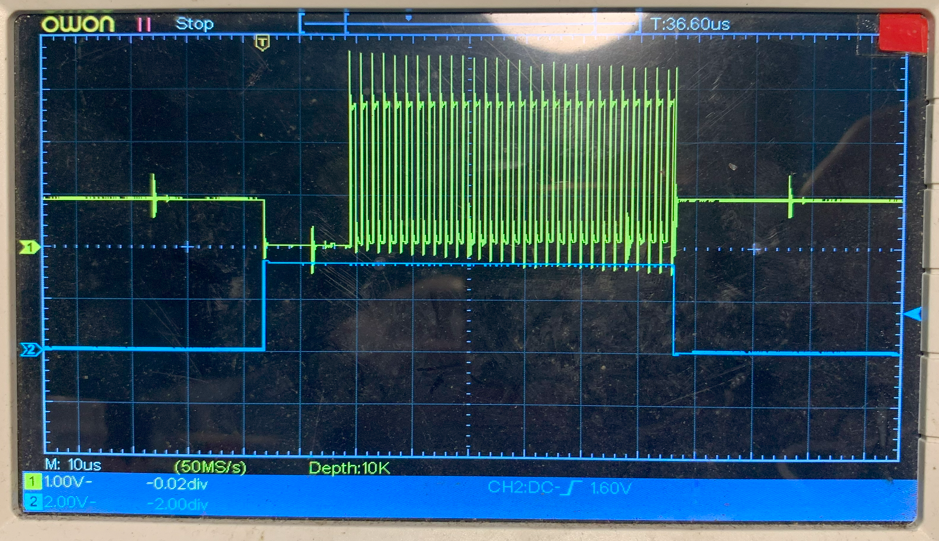 OWON Stop T:36.60us
T
1
2
M: 10us (50MS/s) Depth:10K
1 1.00V- -0.02div CH2:DC- 1.60V
2 2.00V- -2.00div